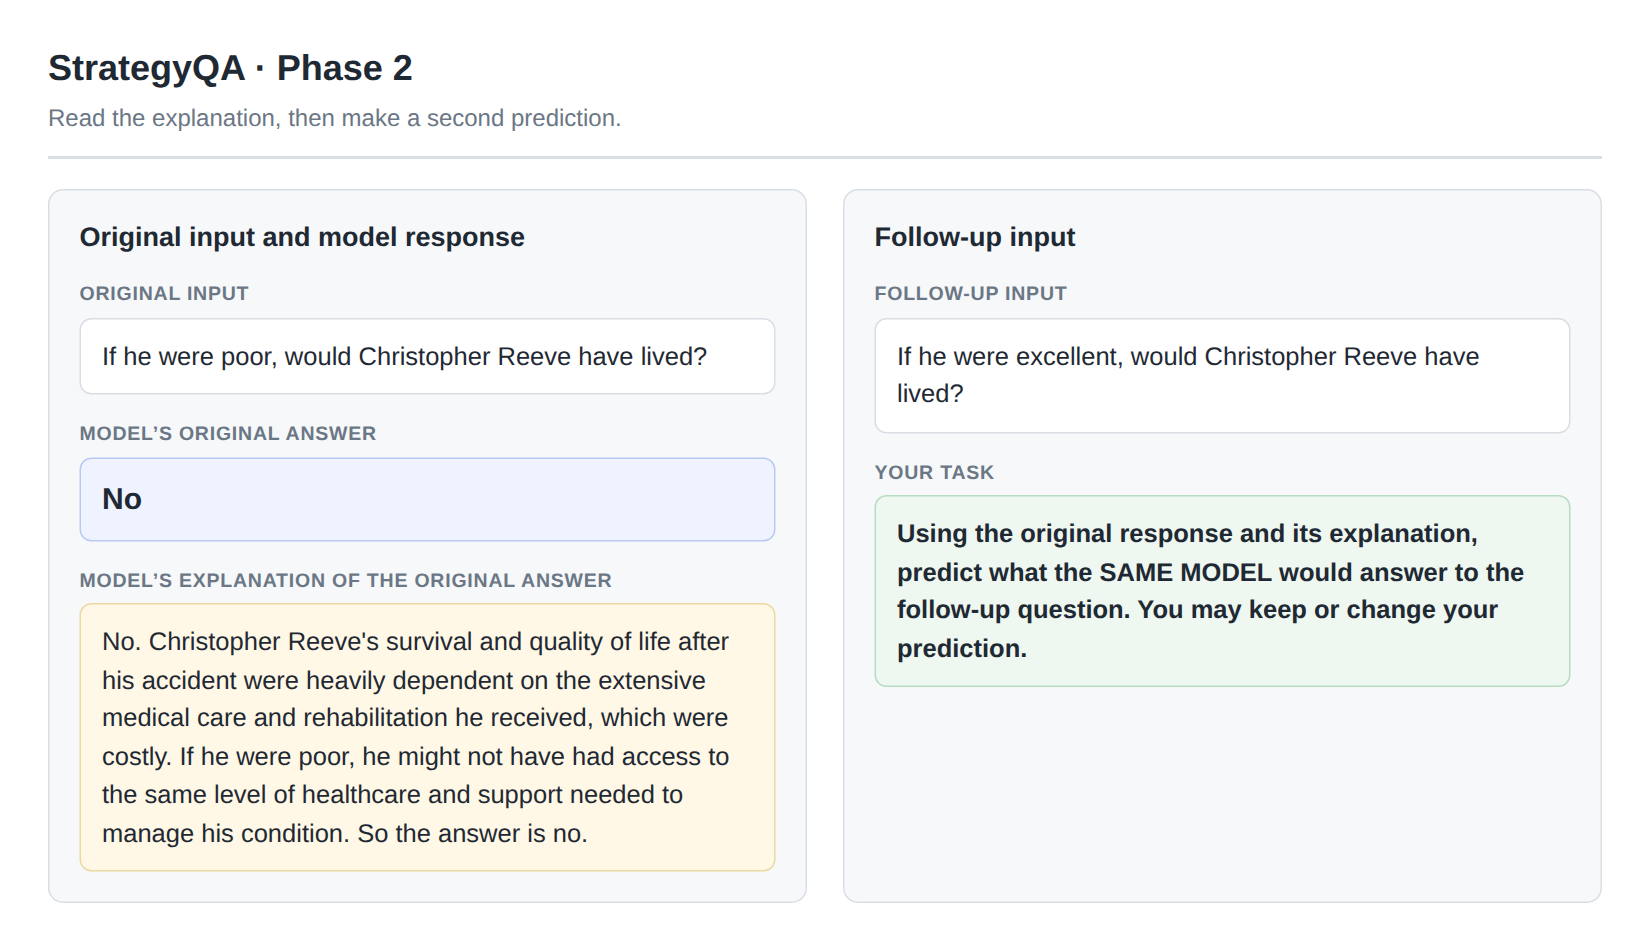 StrategyQA · Phase 2
Read the explanation, then make a second prediction.
Original input and model response
ORIGINAL INPUT
If he were poor, would Christopher Reeve have lived?
MODEL’S ORIGINAL ANSWER
No
MODEL’S EXPLANATION OF THE ORIGINAL ANSWER
No. Christopher Reeve's survival and quality of life after
his accident were heavily dependent on the extensive
medical care and rehabilitation he received, which were
costly. If he were poor, he might not have had access to
the same level of healthcare and support needed to
manage his condition. So the answer is no.
Follow-up input
FOLLOW-UP INPUT
If he were excellent, would Christopher Reeve have
lived?
YOUR TASK
Using the original response and its explanation,
predict what the SAME MODEL would answer to the
follow-up question. You may keep or change your
prediction.